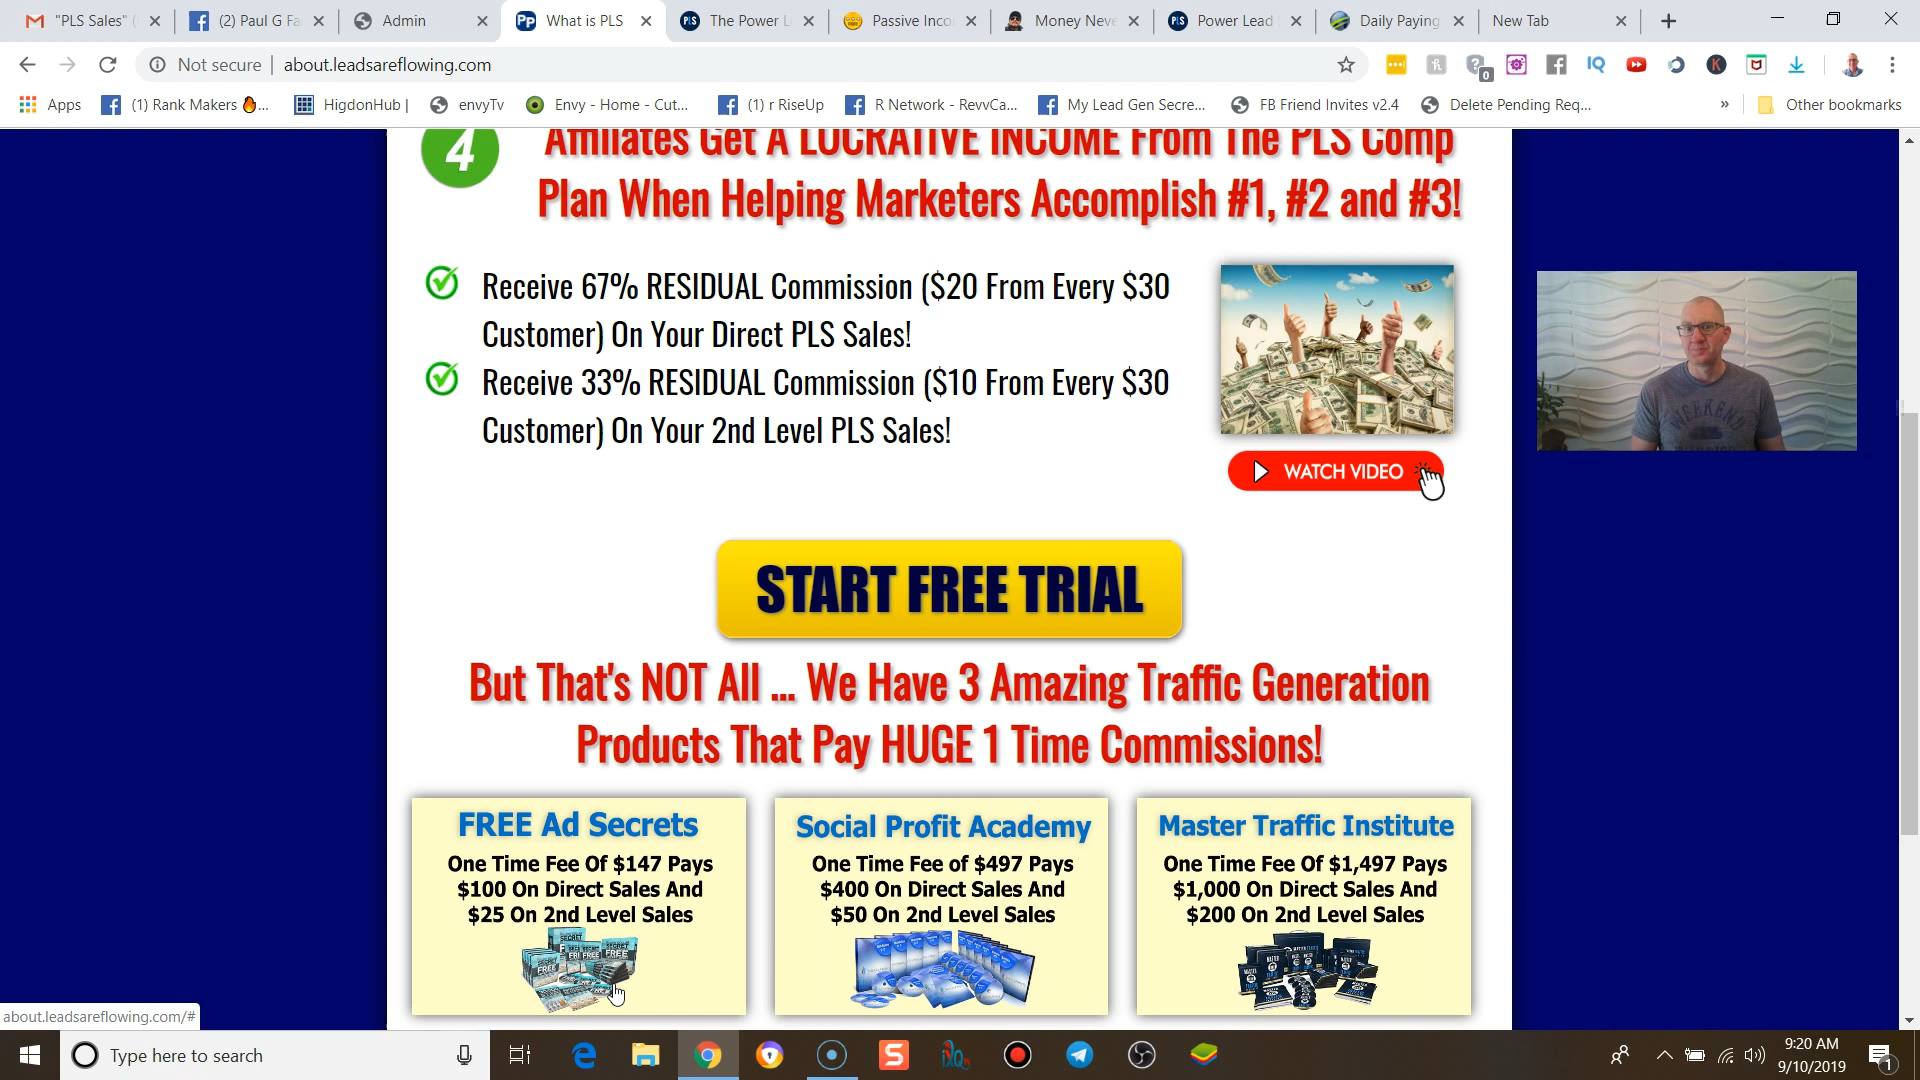 "PLS Sales"
(2) Paul G Fa
Admin
What is PLS
The Power L
Passive Inco
Money Neve
Power Lead
Daily Paying
New Tab
Not secure
about.leadsareflowing.com
Apps
(1) Rank Makers 🔥...
HigdonHub |
envyTv
Envy - Home - Cut...
(1) r RiseUp
R Network - RevvCa...
My Lead Gen Secre...
FB Friend Invites v2.4
Delete Pending Req...
Other bookmarks
4
Affiliates Get A LUCRATIVE INCOME From The PLS Comp
Plan When Helping Marketers Accomplish #1, #2 and #3!
Receive 67% RESIDUAL Commission ($20 From Every $30
Customer) On Your Direct PLS Sales!
Receive 33% RESIDUAL Commission ($10 From Every $30
Customer) On Your 2nd Level PLS Sales!
WATCH VIDEO
START FREE TRIAL
But That's NOT All ... We Have 3 Amazing Traffic Generation
Products That Pay HUGE 1 Time Commissions!
FREE Ad Secrets
One Time Fee Of $147 Pays
$100 On Direct Sales And
$25 On 2nd Level Sales
Social Profit Academy
One Time Fee of $497 Pays
$400 On Direct Sales And
$50 On 2nd Level Sales
Master Traffic Institute
One Time Fee Of $1,497 Pays
$1,000 On Direct Sales And
$200 On 2nd Level Sales
about.leadsareflowing.com/#
Type here to search
9:20 AM
9/10/2019
1